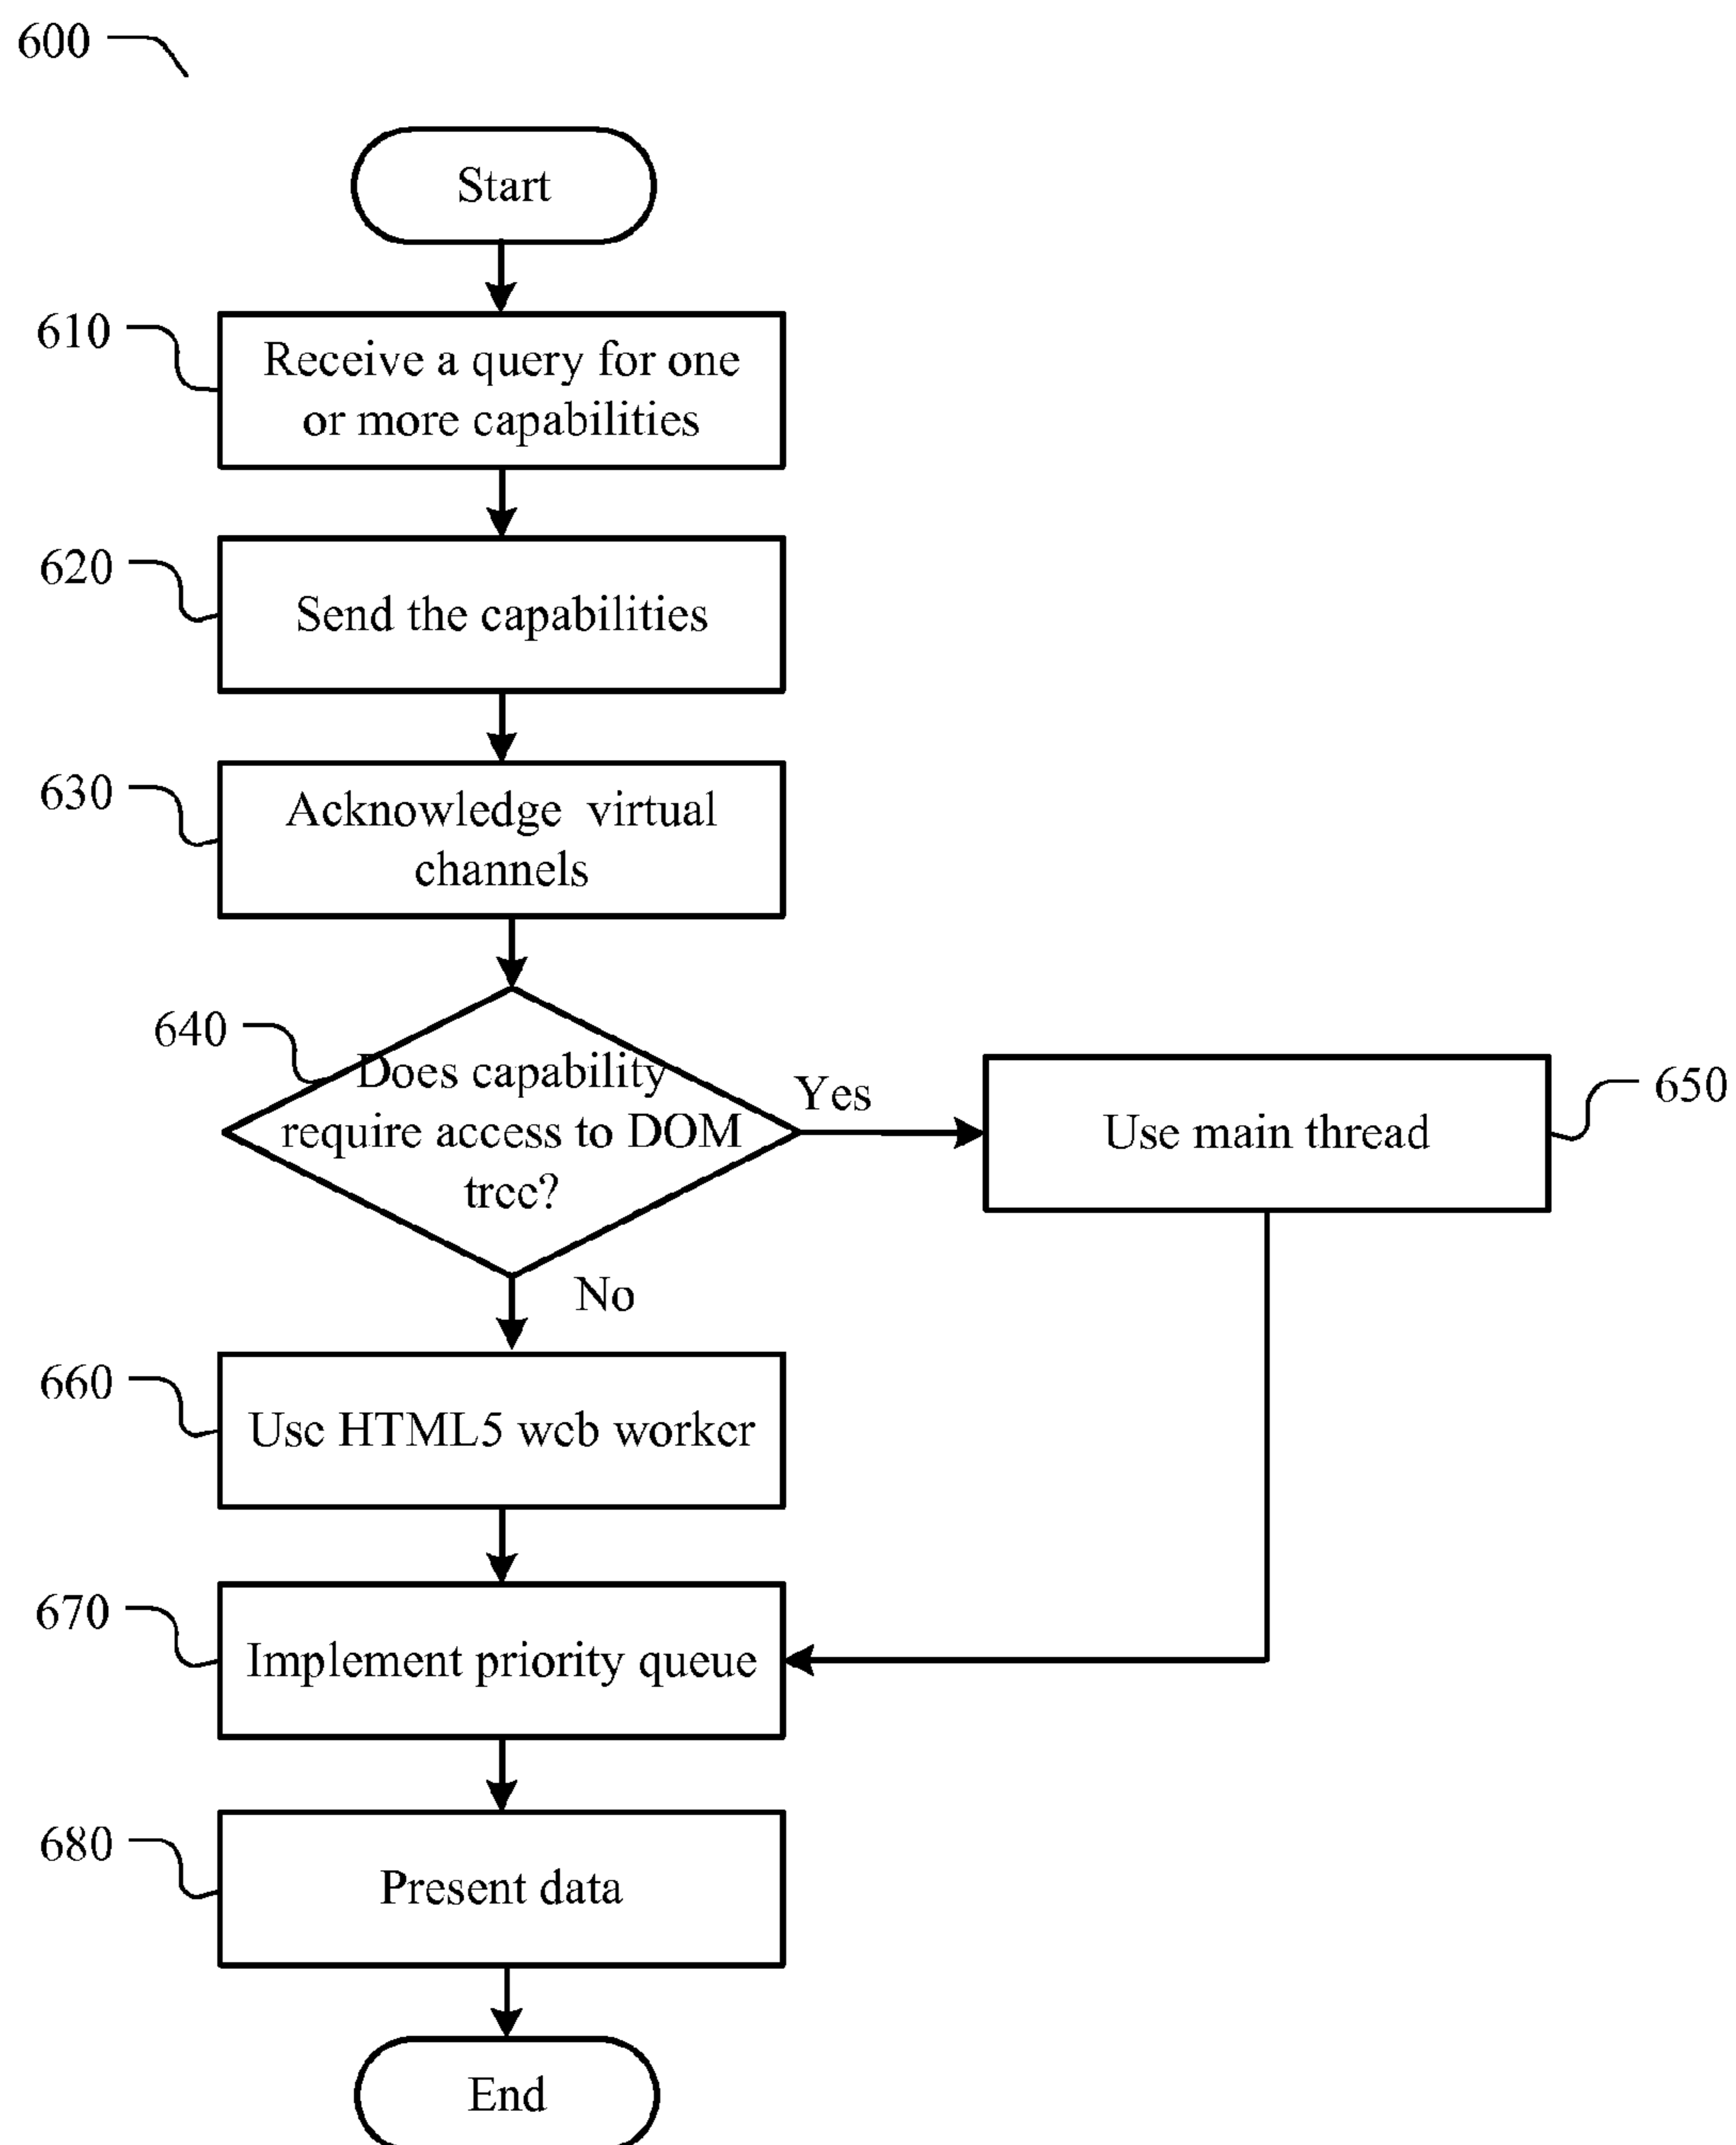 600
Start
610
Receive a query for one
or more capabilities
620
Send the capabilities
630
Acknowledge virtual
channels
640
Does capability
require access to DOM
tree?
Yes
650
Use main thread
No
660
Use HTML5 web worker
670
Implement priority queue
680
Present data
End